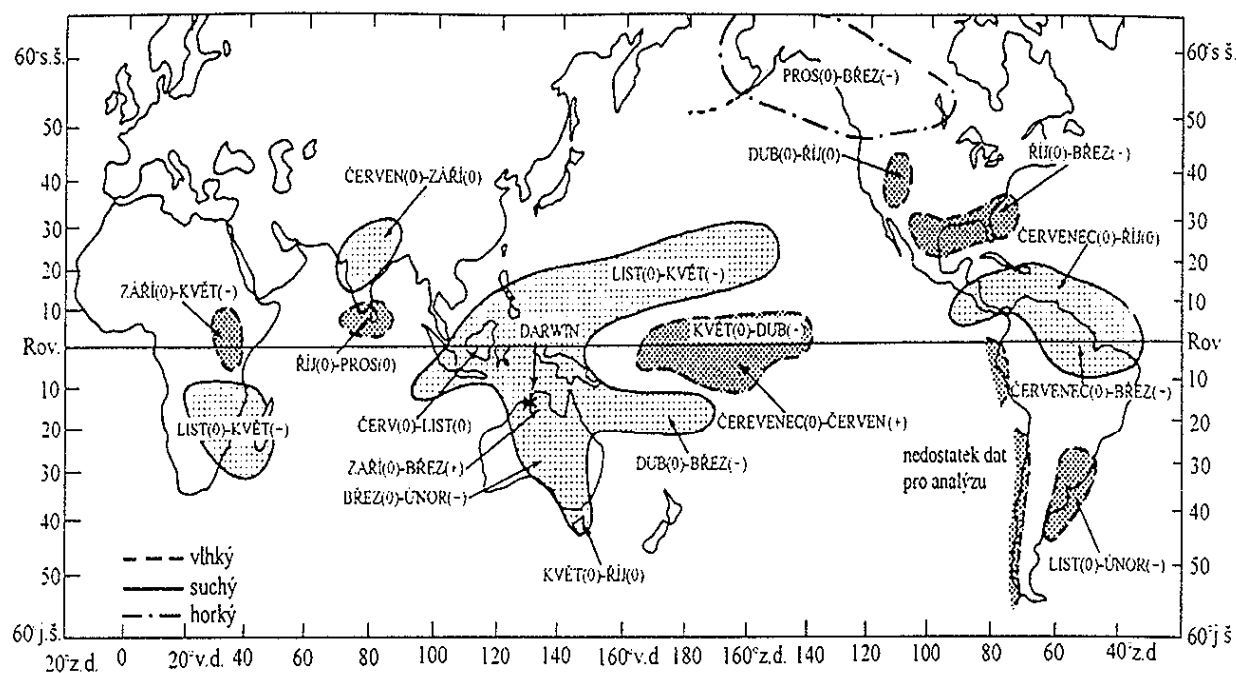 60°s.š.
50
40
30
20
10
Rov.
10
20
30
40
50
60°j.š.
60°s š.
50
40
30
20
10
Rov
10
20
30
40
50
60°j š
PROS(0)-BŘEZ(-)
DUB(0)-ŘÍJ(0)
ŘÍJ(0)-BŘEZ(-)
ČERVEN(0)-ZÁŘÍ(0)
ČERVENEC(0)-ŘÍJ(0)
LIST(0)-KVĚT(-)
ZÁŘÍ(0)-KVĚT(-)
DARWIN
KVĚT(0)-DUB(-)
ŘÍJ(0)-PROS(0)
ČERVENEC(0)-BŘEZ(-)
LIST(0)-KVĚT(-)
ČERV(0)-LIST(0)
ČEREVENEC(0)-ČERVEN(+)
ZAŘÍ(0)-BŘEZ(+)
DUB(0)-BŘEZ(-)
nedostatek dat
pro analýzu
BŘEZ(0)-ÚNOR(-)
KVĚT(0)-ŘÍJ(0)
LIST(0)-ÚNOR(-)
vlhký
suchý
horký
20°z.d. 0 20°v.d. 40 60 80 100 120 140 160°v.d 180 160°z.d. 140 120 100 80 60 40°z.d